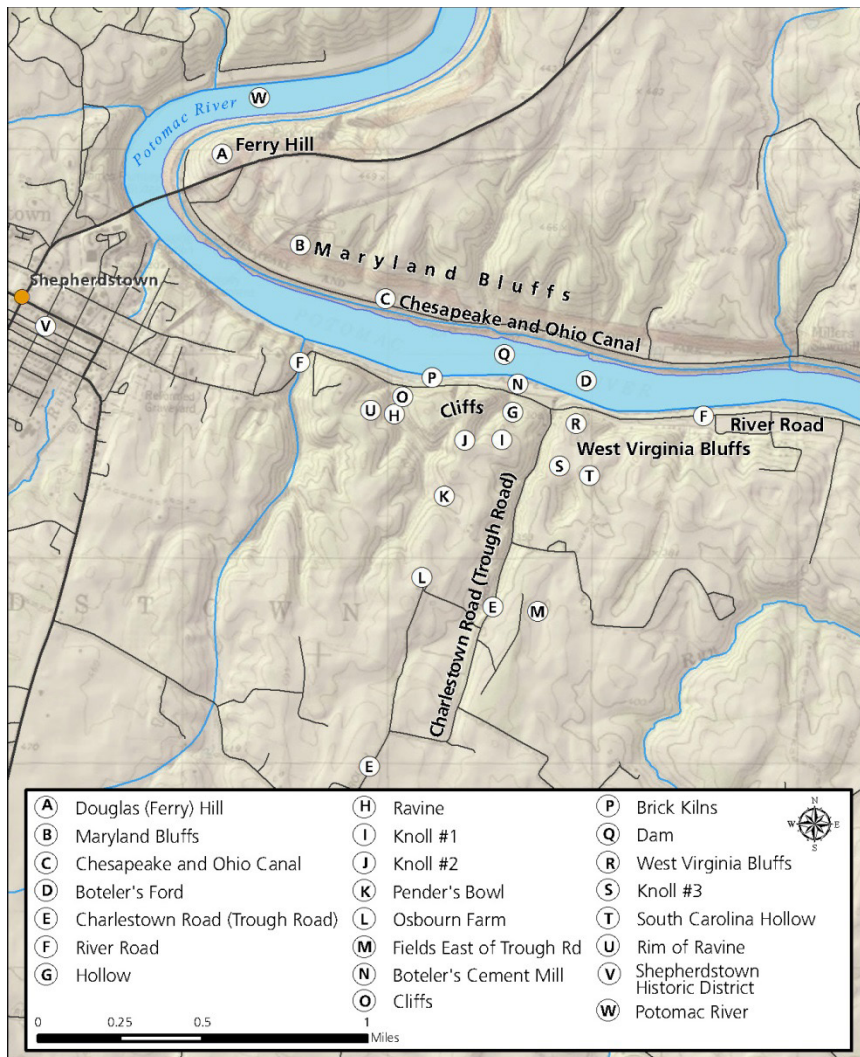 Potomac River
W
A
Ferry Hill
B
Maryland Bluffs
Shepherdstown
C
Chesapeake and Ohio Canal
V
POTOMAC
RIVER
Q
F
P
N
D
O
U
H
Cliffs
G
R
F
River Road
West Virginia Bluffs
J
I
S
T
K
L
Charlestown Road (Trough Road)
E
M
Run
E
A Douglas (Ferry) Hill
B Maryland Bluffs
C Chesapeake and Ohio Canal
D Boteler's Ford
E Charlestown Road (Trough Road)
F River Road
G Hollow
H Ravine
I Knoll #1
J Knoll #2
K Pender's Bowl
L Osbourn Farm
M Fields East of Trough Rd
N Boteler's Cement Mill
O Cliffs
P Brick Kilns
Q Dam
R West Virginia Bluffs
S Knoll #3
T South Carolina Hollow
U Rim of Ravine
V Shepherdstown
Historic District
W Potomac River
N
W E
S
0 0.25 0.5 1
Miles